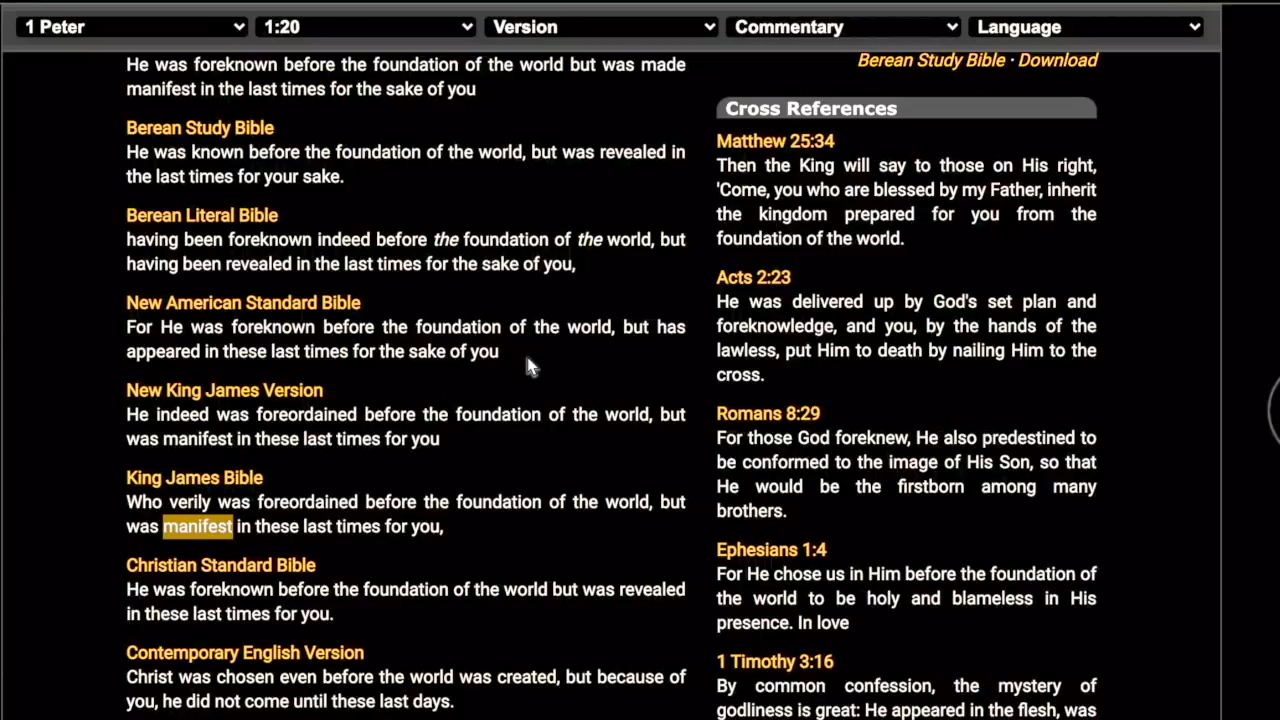 1 Peter 1:20 Version Commentary Language
He was foreknown before the foundation of the world but was made
manifest in the last times for the sake of you
Berean Study Bible
He was known before the foundation of the world, but was revealed in
the last times for your sake.
Berean Literal Bible
having been foreknown indeed before the foundation of the world, but
having been revealed in the last times for the sake of you,
New American Standard Bible
For He was foreknown before the foundation of the world, but has
appeared in these last times for the sake of you
New King James Version
He indeed was foreordained before the foundation of the world, but
was manifest in these last times for you
King James Bible
Who verily was foreordained before the foundation of the world, but
was manifest in these last times for you,
Christian Standard Bible
He was foreknown before the foundation of the world but was revealed
in these last times for you.
Contemporary English Version
Christ was chosen even before the world was created, but because of
you, he did not come until these last days.
Berean Study Bible · Download
Cross References
Matthew 25:34
Then the King will say to those on His right,
'Come, you who are blessed by my Father, inherit
the kingdom prepared for you from the
foundation of the world.
Acts 2:23
He was delivered up by God's set plan and
foreknowledge, and you, by the hands of the
lawless, put Him to death by nailing Him to the
cross.
Romans 8:29
For those God foreknew, He also predestined to
be conformed to the image of His Son, so that
He would be the firstborn among many
brothers.
Ephesians 1:4
For He chose us in Him before the foundation of
the world to be holy and blameless in His
presence. In love
1 Timothy 3:16
By common confession, the mystery of
godliness is great: He appeared in the flesh, was